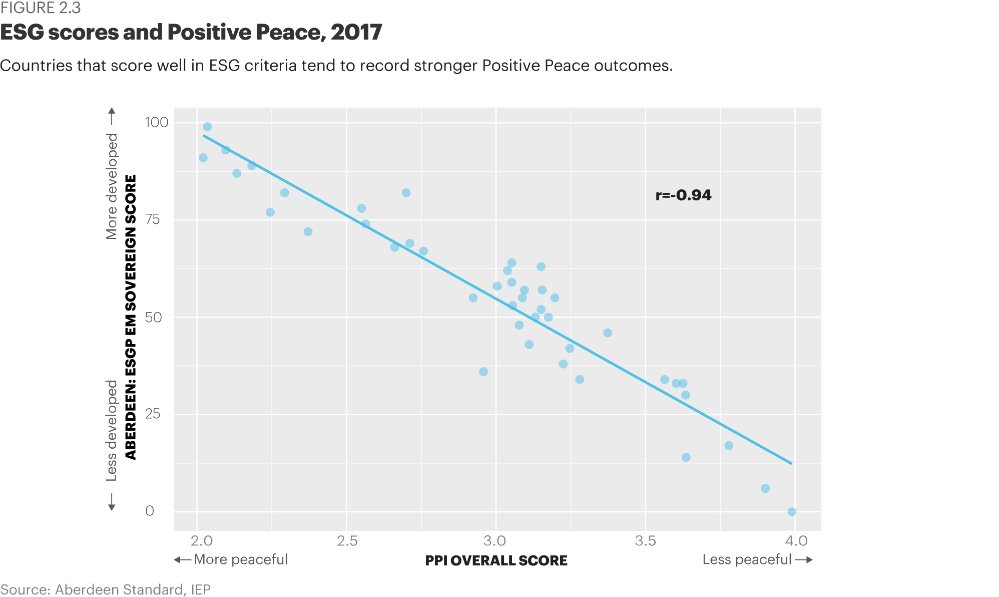 FIGURE 2.3
ESG scores and Positive Peace, 2017
Countries that score well in ESG criteria tend to record stronger Positive Peace outcomes.
More developed
Less developed
ABERDEEN: ESGP EM SOVEREIGN SCORE
100
75
50
25
0
r=-0.94
2.0
2.5
3.0
3.5
4.0
More peaceful
PPI OVERALL SCORE
Less peaceful
Source: Aberdeen Standard, IEP